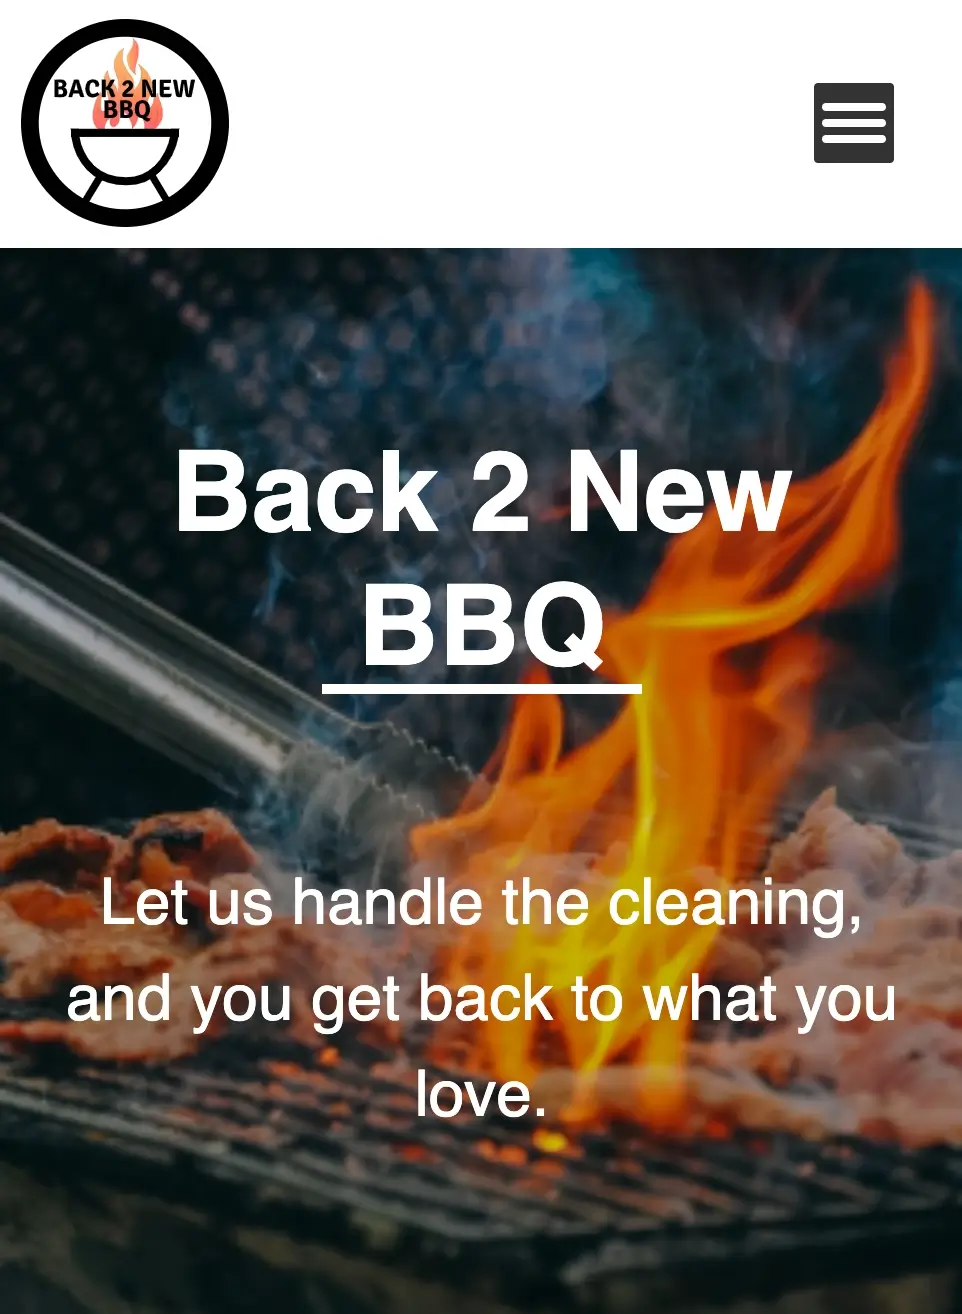 BACK 2 NEW
BBQ
Back 2 New
BBQ
Let us handle the cleaning,
and you get back to what you
love.